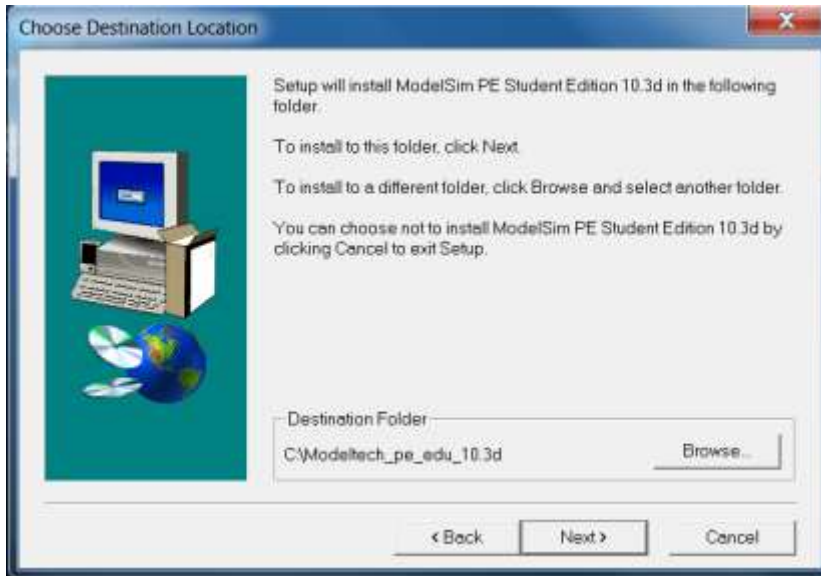 Choose Destination Location
Setup will install ModelSim PE Student Edition 10.3d in the following
folder.
To install to this folder, click Next.
To install to a different folder, click Browse and select another folder.
You can choose not to install ModelSim PE Student Edition 10.3d by
clicking Cancel to exit Setup.
Destination Folder
C:\Modeltech_pe_edu_10.3d
Browse...
< Back
Next >
Cancel